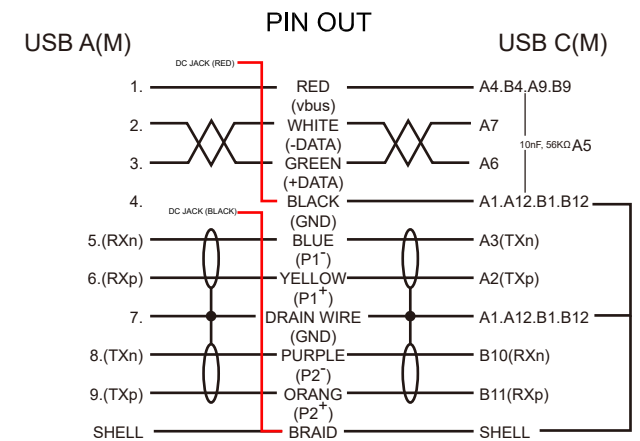 PIN OUT
USB A(M) USB C(M)
DC JACK (RED)
1. RED A4.B4.A9.B9
(vbus)
2. WHITE A7
(-DATA) 10nF, 56KΩ A5
3. GREEN A6
(+DATA)
4. BLACK A1.A12.B1.B12
DC JACK (BLACK)
(GND)
5.(RXn) BLUE A3(TXn)
(P1-)
6.(RXp) YELLOW A2(TXp)
(P1+)
7. DRAIN WIRE A1.A12.B1.B12
(GND)
8.(TXn) PURPLE B10(RXn)
(P2-)
9.(TXp) ORANG B11(RXp)
(P2+)
SHELL BRAID SHELL